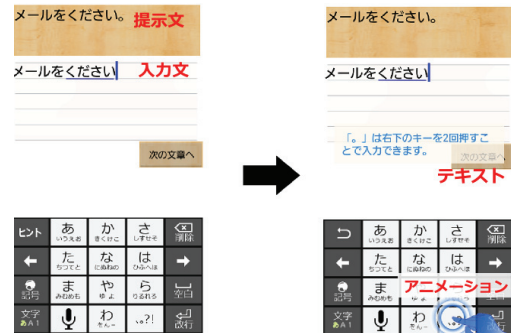 メールをください。
提示文
メールをください
入力文
次の文章へ
ヒント
あ
いうえお
か
きくけこ
さ
しすせそ
削除
た
ちつてと
な
にぬねの
は
ひふへほ
記号
ま
みむめも
や
ゆ よ
ら
りるれろ
空白
文字
あA1
わ
をんー
､｡?!
改行
メールをください。
メールをください
「。」は右下のキーを2回押すこ
とで入力できます。
次の文章へ
テキスト
あ
いうえお
か
きくけこ
さ
しすせそ
削除
た
ちつてと
な
にぬねの
は
ひふへほ
アニメーション
記号
ま
みむめも
ゆ よ
空白
文字
あA1
わ
をんー
改行